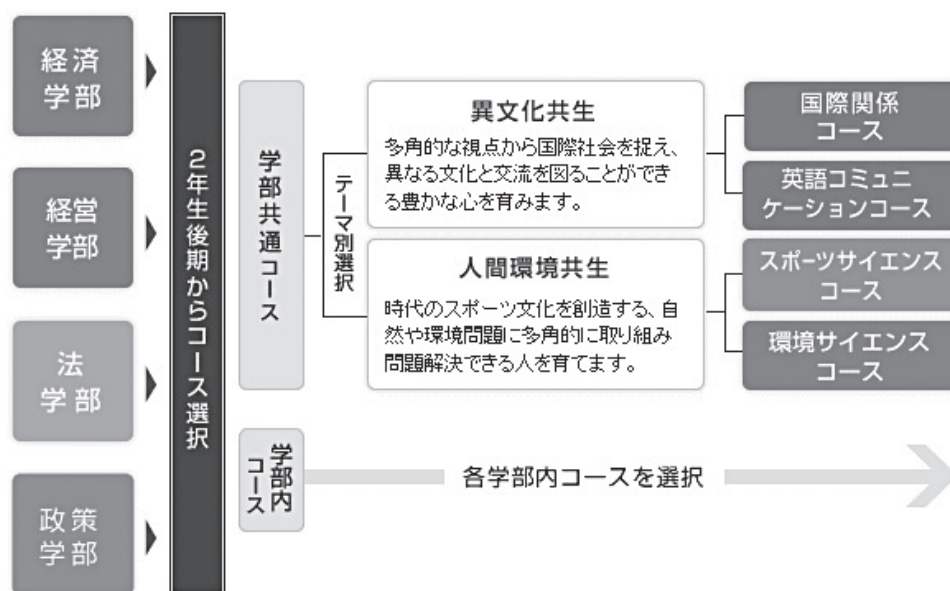 経済
学部
経営
学部
法
学部
政策
学部
2年生後期からコース選択
学部共通コース
テーマ別選択
異文化共生
多角的な視点から国際社会を捉え、
異なる文化と交流を図ることができ
る豊かな心を育みます。
国際関係
コース
英語コミュニ
ケーションコース
人間環境共生
時代のスポーツ文化を創造する、自
然や環境問題に多角的に取り組み
問題解決できる人を育てます。
スポーツサイエンス
コース
環境サイエンス
コース
学部内
コース
各学部内コースを選択